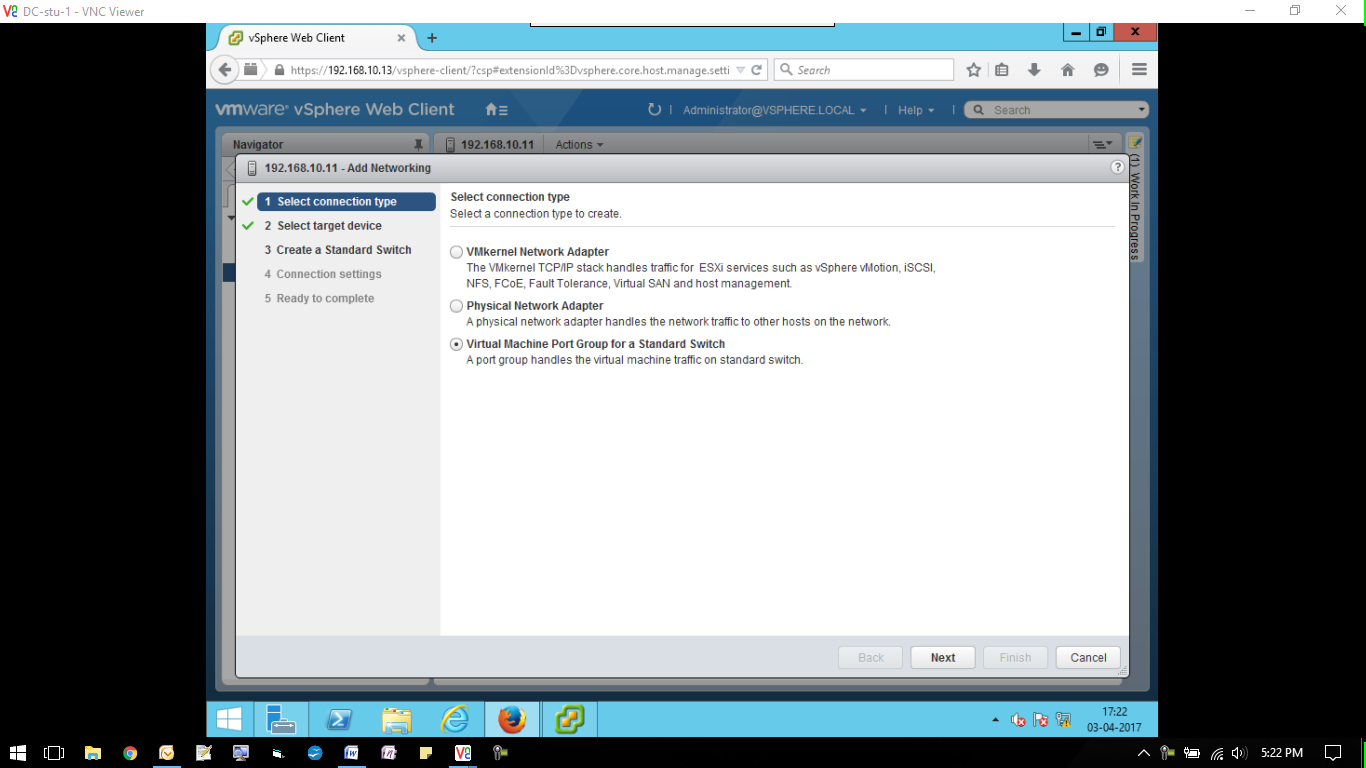 DC-stu-1 - VNC Viewer
vSphere Web Client
https://192.168.10.13/vsphere-client/?csp#extensionId%3Dvsphere.core.host.manage.setti
Search
vmware® vSphere Web Client
Administrator@VSPHERE.LOCAL
Help
Search
Navigator
192.168.10.11
Actions
(1) Work In Progress
192.168.10.11 - Add Networking
?
1 Select connection type
2 Select target device
3 Create a Standard Switch
4 Connection settings
5 Ready to complete
Select connection type
Select a connection type to create.
VMkernel Network Adapter
The VMkernel TCP/IP stack handles traffic for ESXi services such as vSphere vMotion, iSCSI,
NFS, FCoE, Fault Tolerance, Virtual SAN and host management.
Physical Network Adapter
A physical network adapter handles the network traffic to other hosts on the network.
Virtual Machine Port Group for a Standard Switch
A port group handles the virtual machine traffic on standard switch.
Back
Next
Finish
Cancel
17:22
03-04-2017
5:22 PM